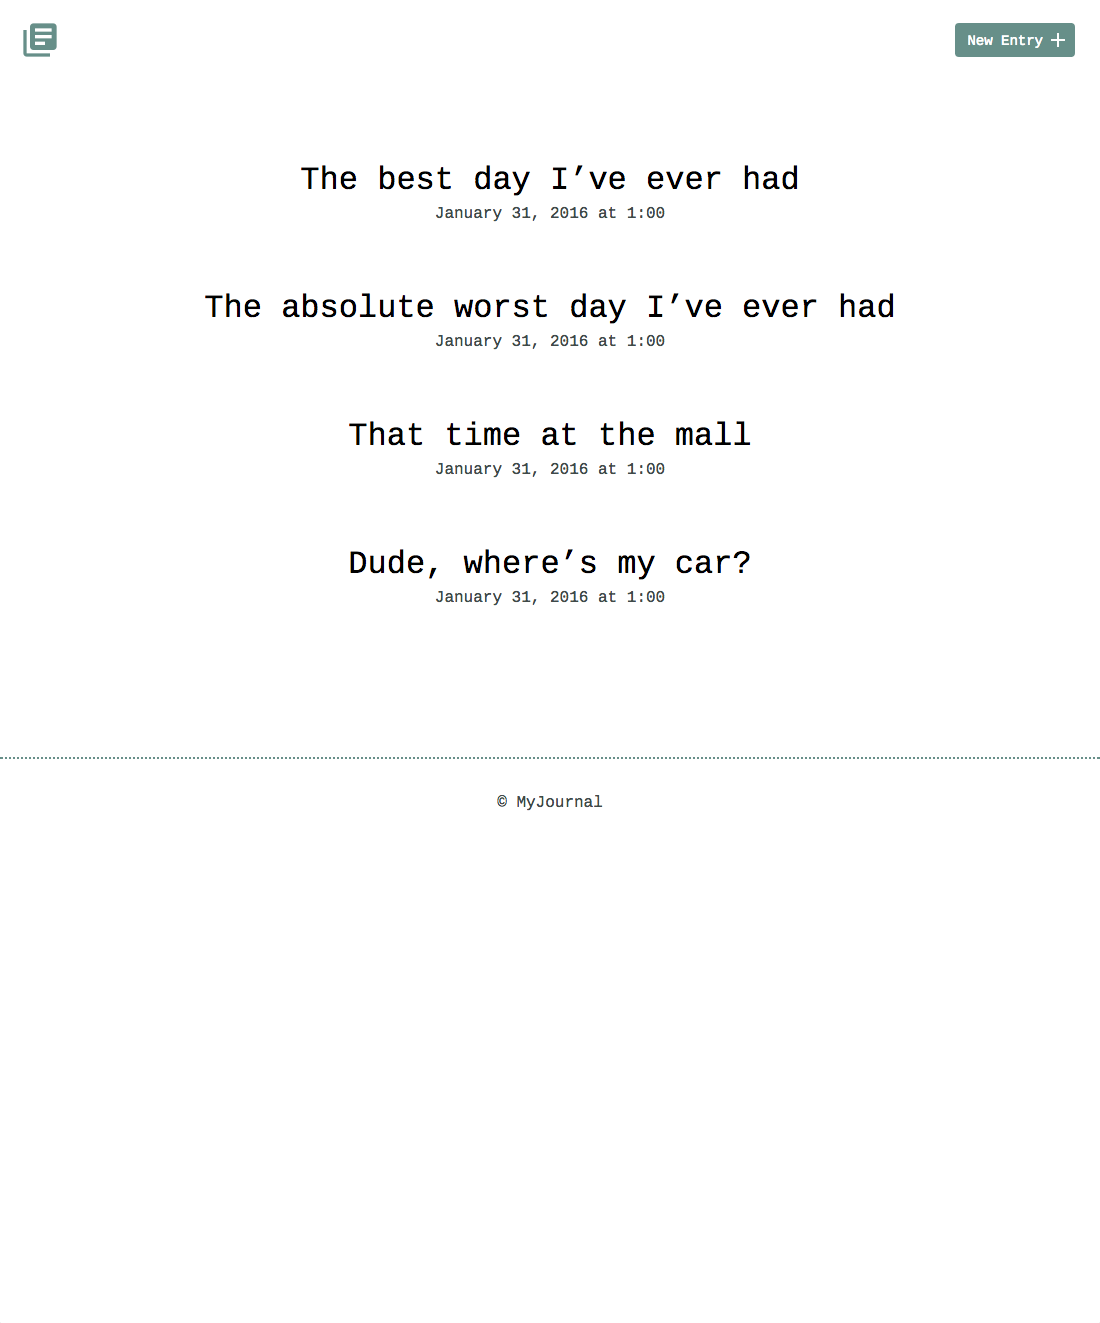 New Entry
The best day I’ve ever had
January 31, 2016 at 1:00
The absolute worst day I’ve ever had
January 31, 2016 at 1:00
That time at the mall
January 31, 2016 at 1:00
Dude, where’s my car?
January 31, 2016 at 1:00
© MyJournal